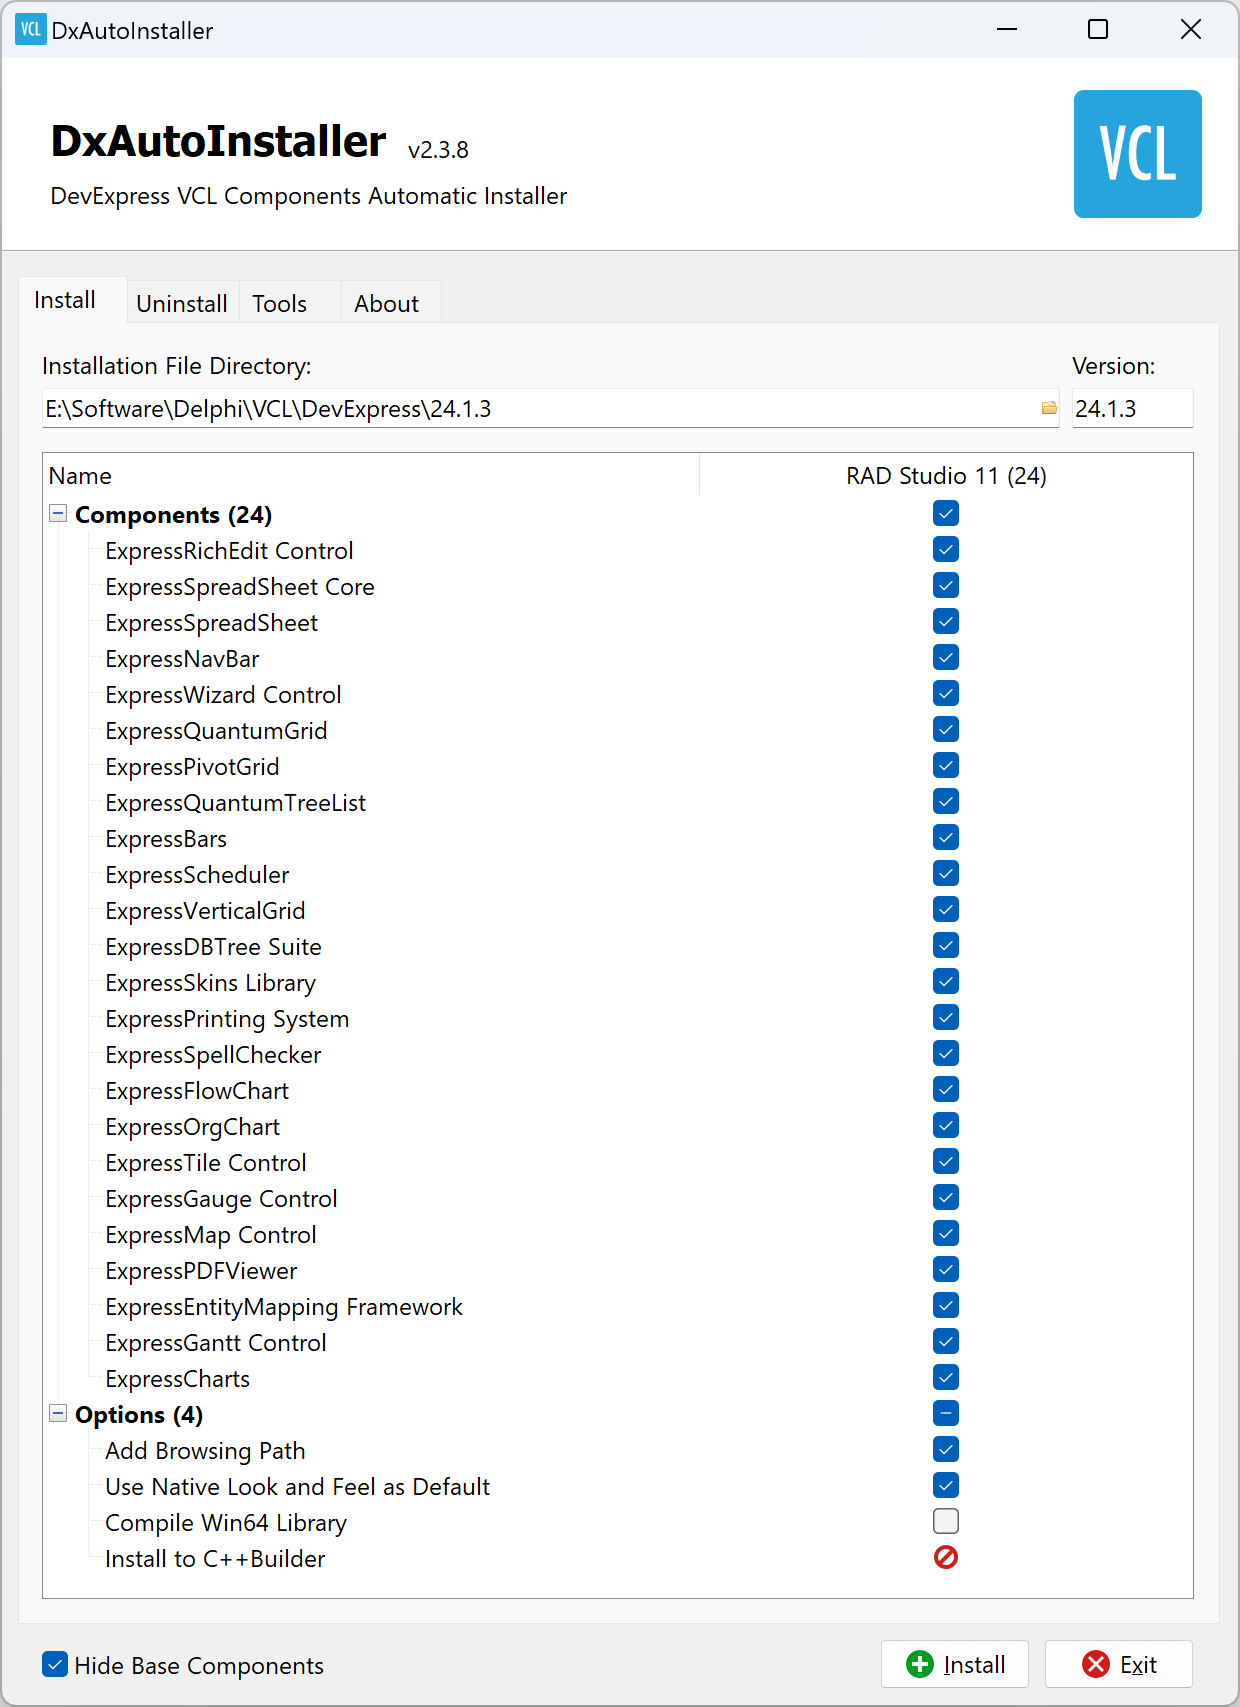 VCL DxAutoInstaller
DxAutoInstaller v2.3.8
DevExpress VCL Components Automatic Installer
VCL
Install Uninstall Tools About
Installation File Directory: Version:
E:\Software\Delphi\VCL\DevExpress\24.1.3 24.1.3
Name RAD Studio 11 (24)
Components (24)
ExpressRichEdit Control
ExpressSpreadSheet Core
ExpressSpreadSheet
ExpressNavBar
ExpressWizard Control
ExpressQuantumGrid
ExpressPivotGrid
ExpressQuantumTreeList
ExpressBars
ExpressScheduler
ExpressVerticalGrid
ExpressDBTree Suite
ExpressSkins Library
ExpressPrinting System
ExpressSpellChecker
ExpressFlowChart
ExpressOrgChart
ExpressTile Control
ExpressGauge Control
ExpressMap Control
ExpressPDFViewer
ExpressEntityMapping Framework
ExpressGantt Control
ExpressCharts
Options (4)
Add Browsing Path
Use Native Look and Feel as Default
Compile Win64 Library
Install to C++Builder
Hide Base Components Install Exit